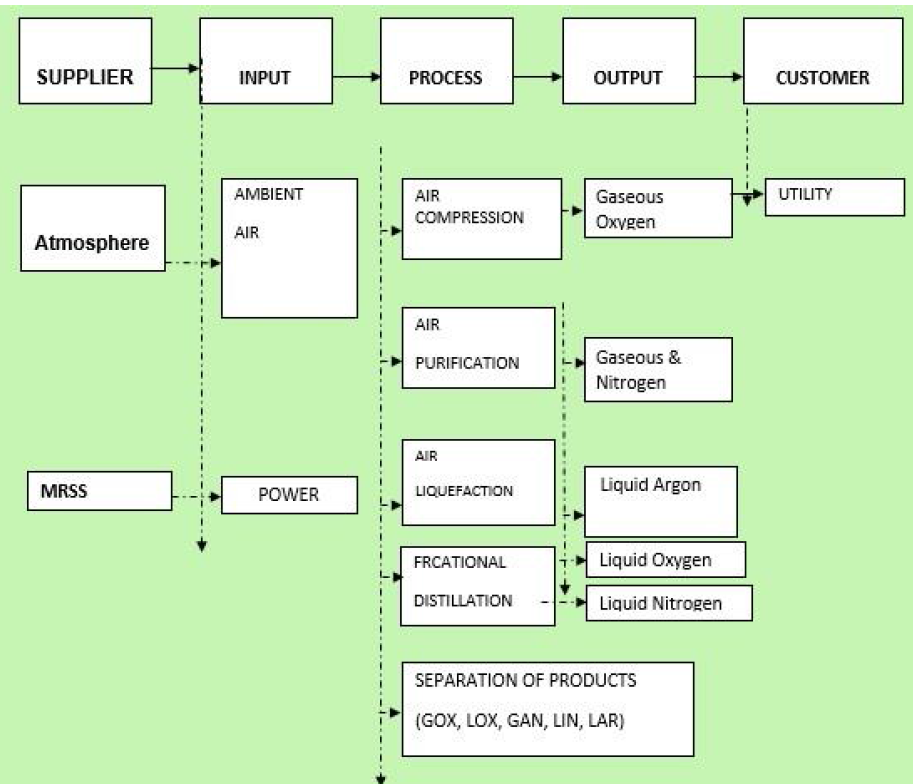 SUPPLIER
INPUT
PROCESS
OUTPUT
CUSTOMER
Atmosphere
AMBIENT
AIR
AIR
COMPRESSION
Gaseous
Oxygen
UTILITY
AIR
PURIFICATION
Gaseous &
Nitrogen
MRSS
POWER
AIR
LIQUEFACTION
Liquid Argon
FRCATIONAL
DISTILLATION
Liquid Oxygen
Liquid Nitrogen
SEPARATION OF PRODUCTS
(GOX, LOX, GAN, LIN, LAR)